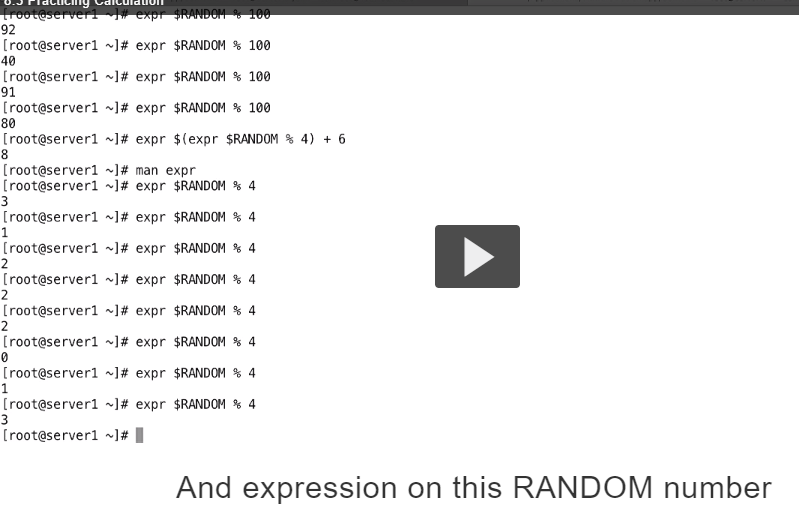 8.5 Practicing Calculation
[root@server1 ~]# expr $RANDOM % 100
92
[root@server1 ~]# expr $RANDOM % 100
40
[root@server1 ~]# expr $RANDOM % 100
91
[root@server1 ~]# expr $RANDOM % 100
80
[root@server1 ~]# expr $(expr $RANDOM % 4) + 6
8
[root@server1 ~]# man expr
[root@server1 ~]# expr $RANDOM % 4
3
[root@server1 ~]# expr $RANDOM % 4
1
[root@server1 ~]# expr $RANDOM % 4
2
[root@server1 ~]# expr $RANDOM % 4
2
[root@server1 ~]# expr $RANDOM % 4
2
[root@server1 ~]# expr $RANDOM % 4
0
[root@server1 ~]# expr $RANDOM % 4
1
[root@server1 ~]# expr $RANDOM % 4
3
[root@server1 ~]#
And expression on this RANDOM number